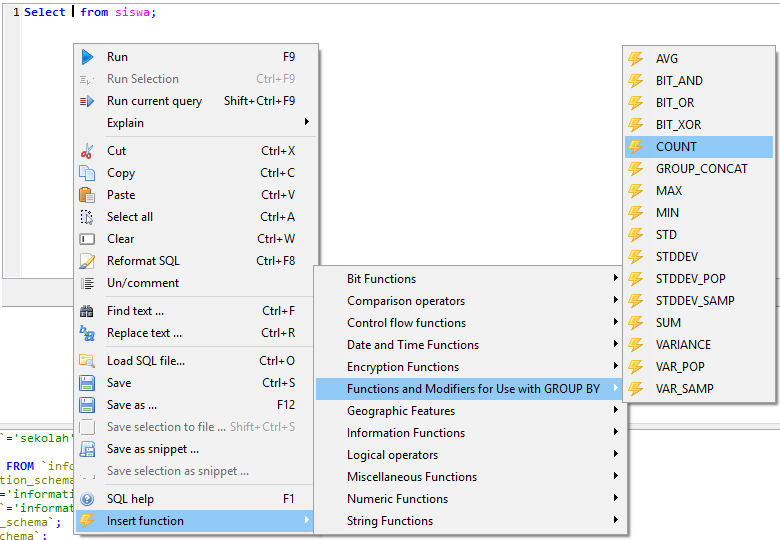 1 Select from siswa;
Run F9
Run Selection Ctrl+F9
Run current query Shift+Ctrl+F9
Explain
Cut Ctrl+X
Copy Ctrl+C
Paste Ctrl+V
Select all Ctrl+A
Clear Ctrl+W
Reformat SQL Ctrl+F8
Un/comment
Find text ... Ctrl+F
Replace text ... Ctrl+R
Load SQL file... Ctrl+O
Save Ctrl+S
Save as ... F12
Save selection to file ... Shift+Ctrl+S
Save as snippet ...
Save selection as snippet ...
SQL help F1
Insert function
Bit Functions
Comparison operators
Control flow functions
Date and Time Functions
Encryption Functions
Functions and Modifiers for Use with GROUP BY
Geographic Features
Information Functions
Logical operators
Miscellaneous Functions
Numeric Functions
String Functions
AVG
BIT_AND
BIT_OR
BIT_XOR
COUNT
GROUP_CONCAT
MAX
MIN
STD
STDDEV
STDDEV_POP
STDDEV_SAMP
SUM
VARIANCE
VAR_POP
VAR_SAMP
`='sekolah'
FROM `info
tion_schema
='informati
`='informat
_schema`;
chema`: